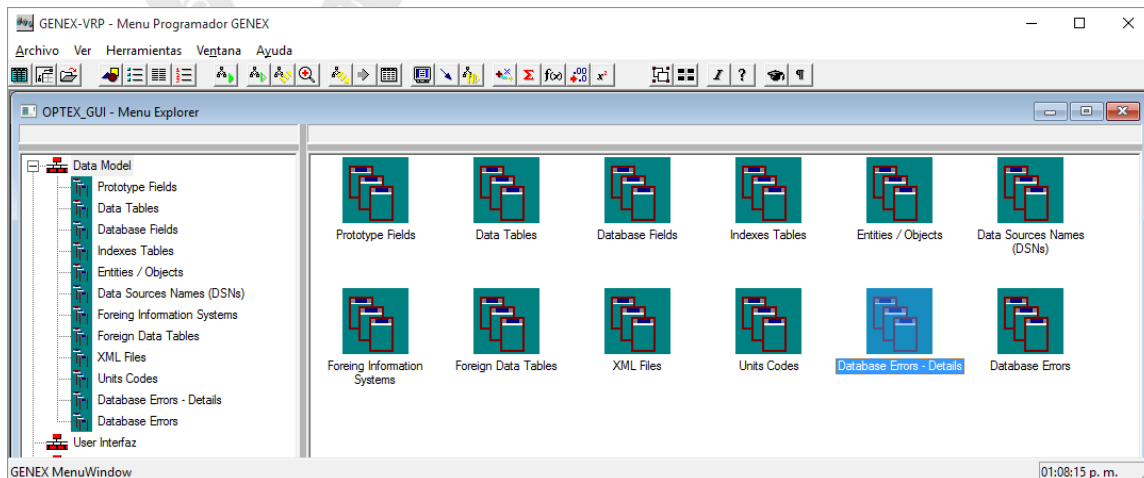 GENEX-VRP - Menu Programador GENEX
Archivo Ver Herramientas Ventana Ayuda
Σ f(x) .00 +.0 x² I ? ¶
OPTEX_GUI - Menu Explorer
Data Model
Prototype Fields
Data Tables
Database Fields
Indexes Tables
Entities / Objects
Data Sources Names (DSNs)
Foreing Information Systems
Foreign Data Tables
XML Files
Units Codes
Database Errors - Details
Database Errors
User Interfaz
Prototype Fields Data Tables Database Fields Indexes Tables Entities / Objects Data Sources Names
(DSNs)
Foreing Information Foreign Data Tables XML Files Units Codes Database Errors - Details Database Errors
Systems
GENEX MenuWindow 01:08:15 p. m.